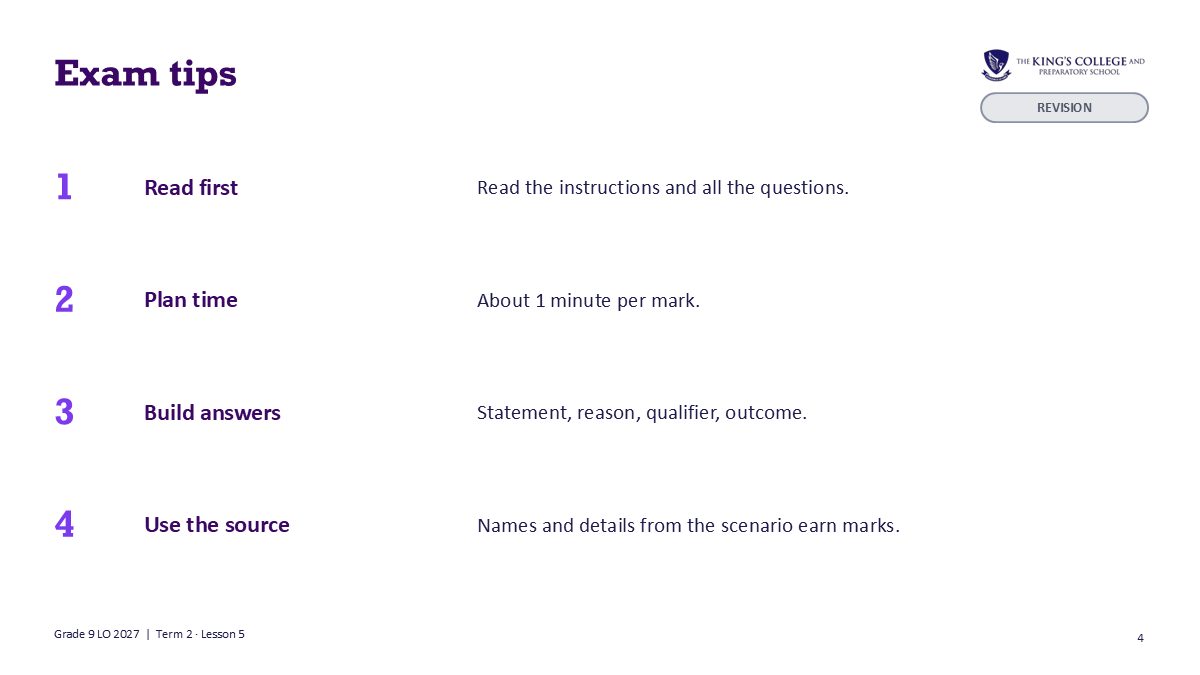 Exam tips
THE KING'S COLLEGE AND
PREPARATORY SCHOOL
REVISION
1 Read first Read the instructions and all the questions.
2 Plan time About 1 minute per mark.
3 Build answers Statement, reason, qualifier, outcome.
4 Use the source Names and details from the scenario earn marks.
Grade 9 LO 2027 | Term 2 · Lesson 5
4